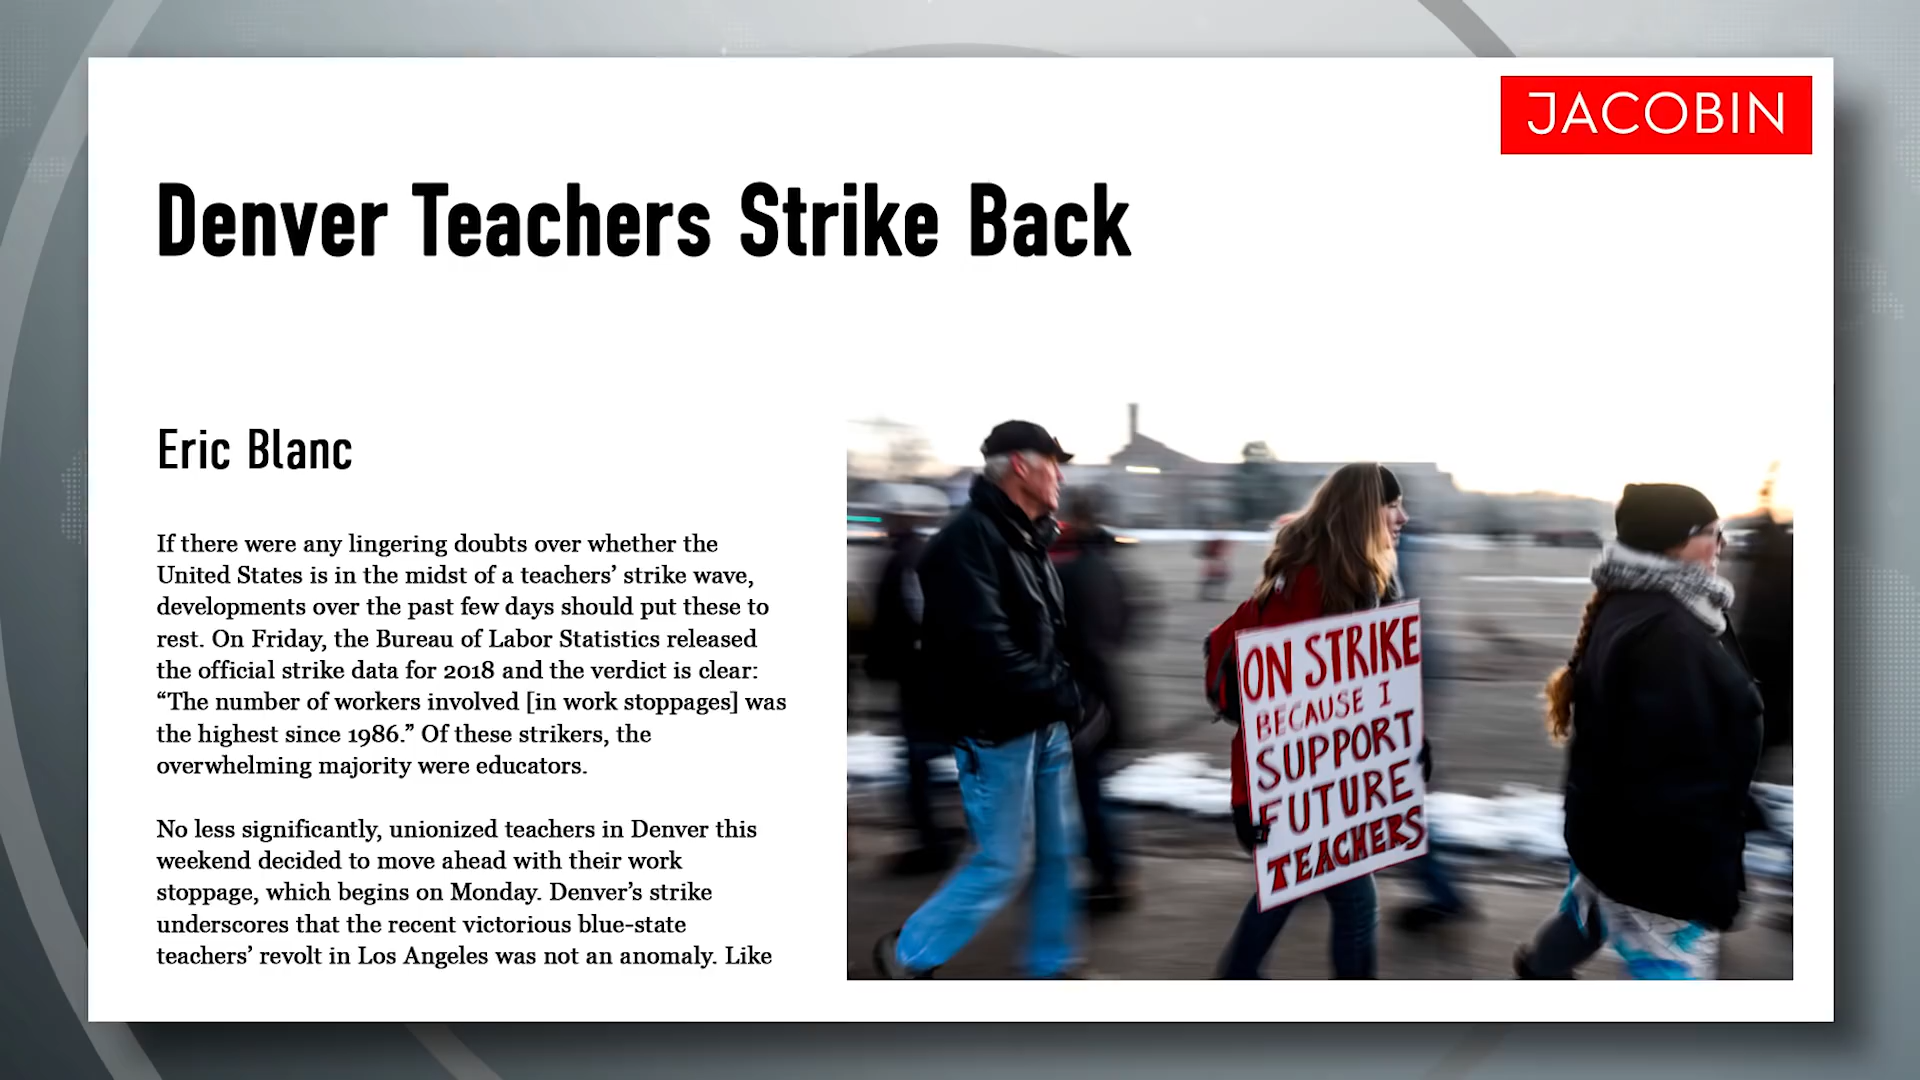 JACOBIN
Denver Teachers Strike Back
Eric Blanc
If there were any lingering doubts over whether the
United States is in the midst of a teachers’ strike wave,
developments over the past few days should put these to
rest. On Friday, the Bureau of Labor Statistics released
the official strike data for 2018 and the verdict is clear:
“The number of workers involved [in work stoppages] was
the highest since 1986.” Of these strikers, the
overwhelming majority were educators.
No less significantly, unionized teachers in Denver this
weekend decided to move ahead with their work
stoppage, which begins on Monday. Denver’s strike
underscores that the recent victorious blue-state
teachers’ revolt in Los Angeles was not an anomaly. Like
ON STRIKE
BECAUSE I
SUPPORT
FUTURE
TEACHERS